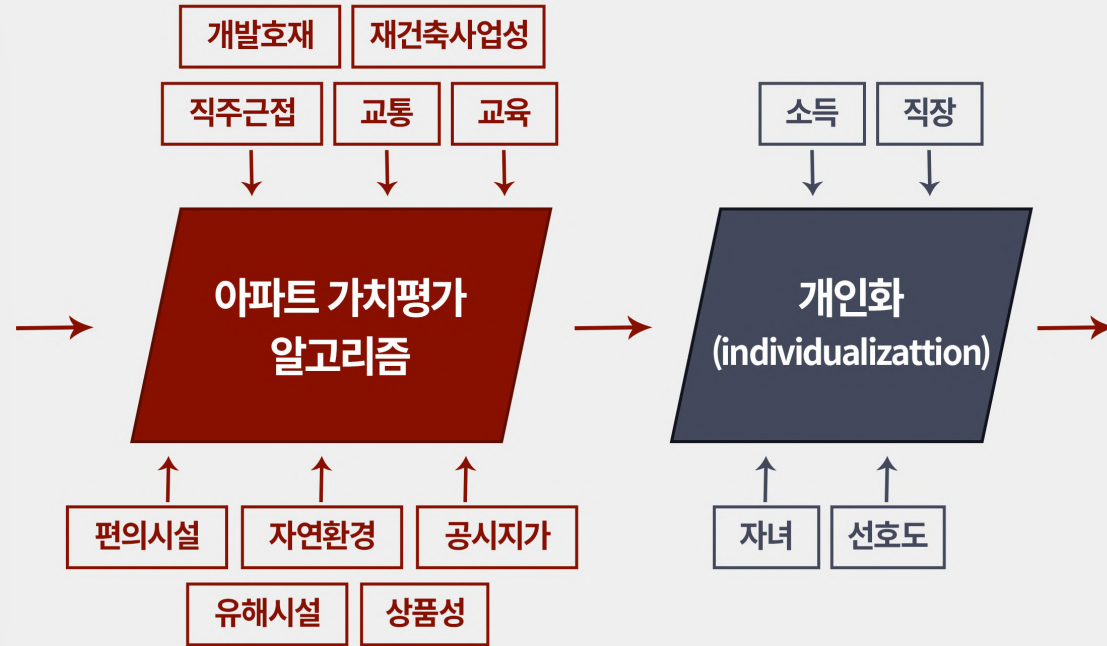 개발호재
재건축사업성
직주근접
교통
교육
아파트 가치평가
알고리즘
편의시설
자연환경
공시지가
유해시설
상품성
소득
직장
개인화
(individualizattion)
자녀
선호도